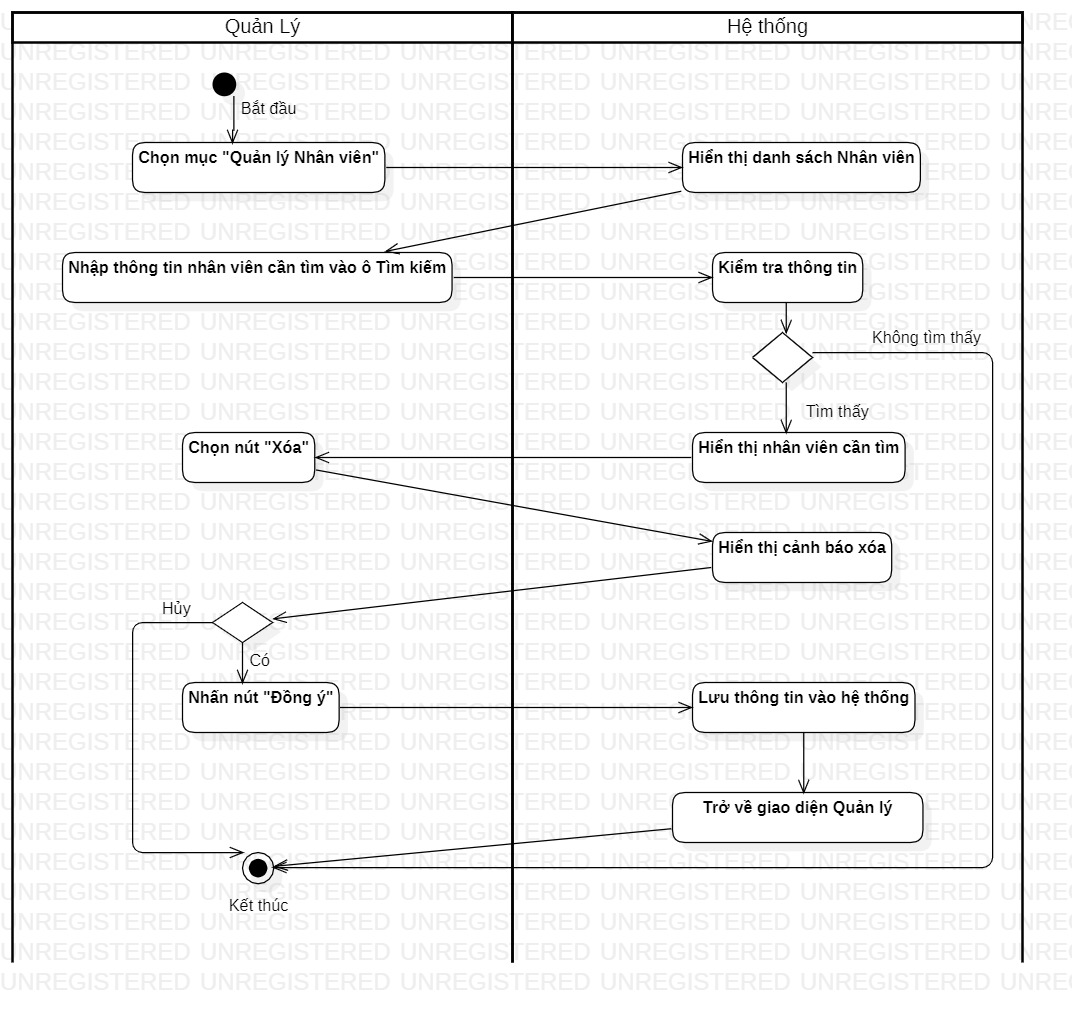 Quản Lý
Hệ thống
Bắt đầu
Chọn mục "Quản lý Nhân viên"
Hiển thị danh sách Nhân viên
Nhập thông tin nhân viên cần tìm vào ô Tìm kiếm
Kiểm tra thông tin
Không tìm thấy
Tìm thấy
Chọn nút "Xóa"
Hiển thị nhân viên cần tìm
Hiển thị cảnh báo xóa
Hủy
Có
Nhấn nút "Đồng ý"
Lưu thông tin vào hệ thống
Trở về giao diện Quản lý
Kết thúc
UNREGISTERED